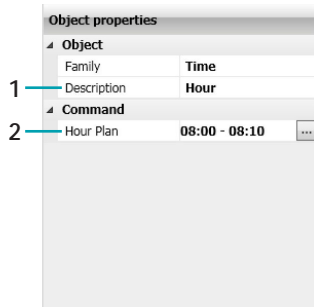 Object properties
Object
Family Time
1 Description Hour
Command
2 Hour Plan 08:00 - 08:10 ...